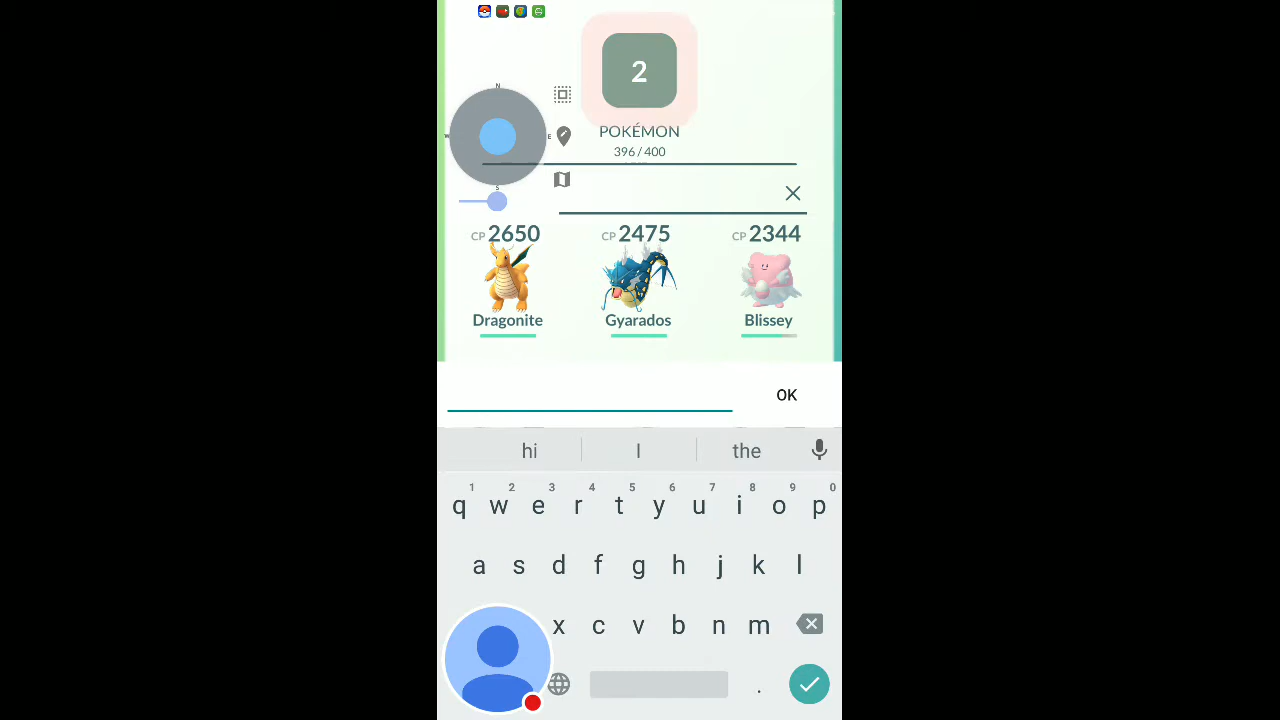 2
N
W
E
POKÉMON
396 / 400
S
CP 2650
CP 2475
CP 2344
Dragonite
Gyarados
Blissey
OK
hi
I
the
1 2 3 4 5 6 7 8 9 0
q w e r t y u i o p
a s d f g h j k l
x c v b n m
.